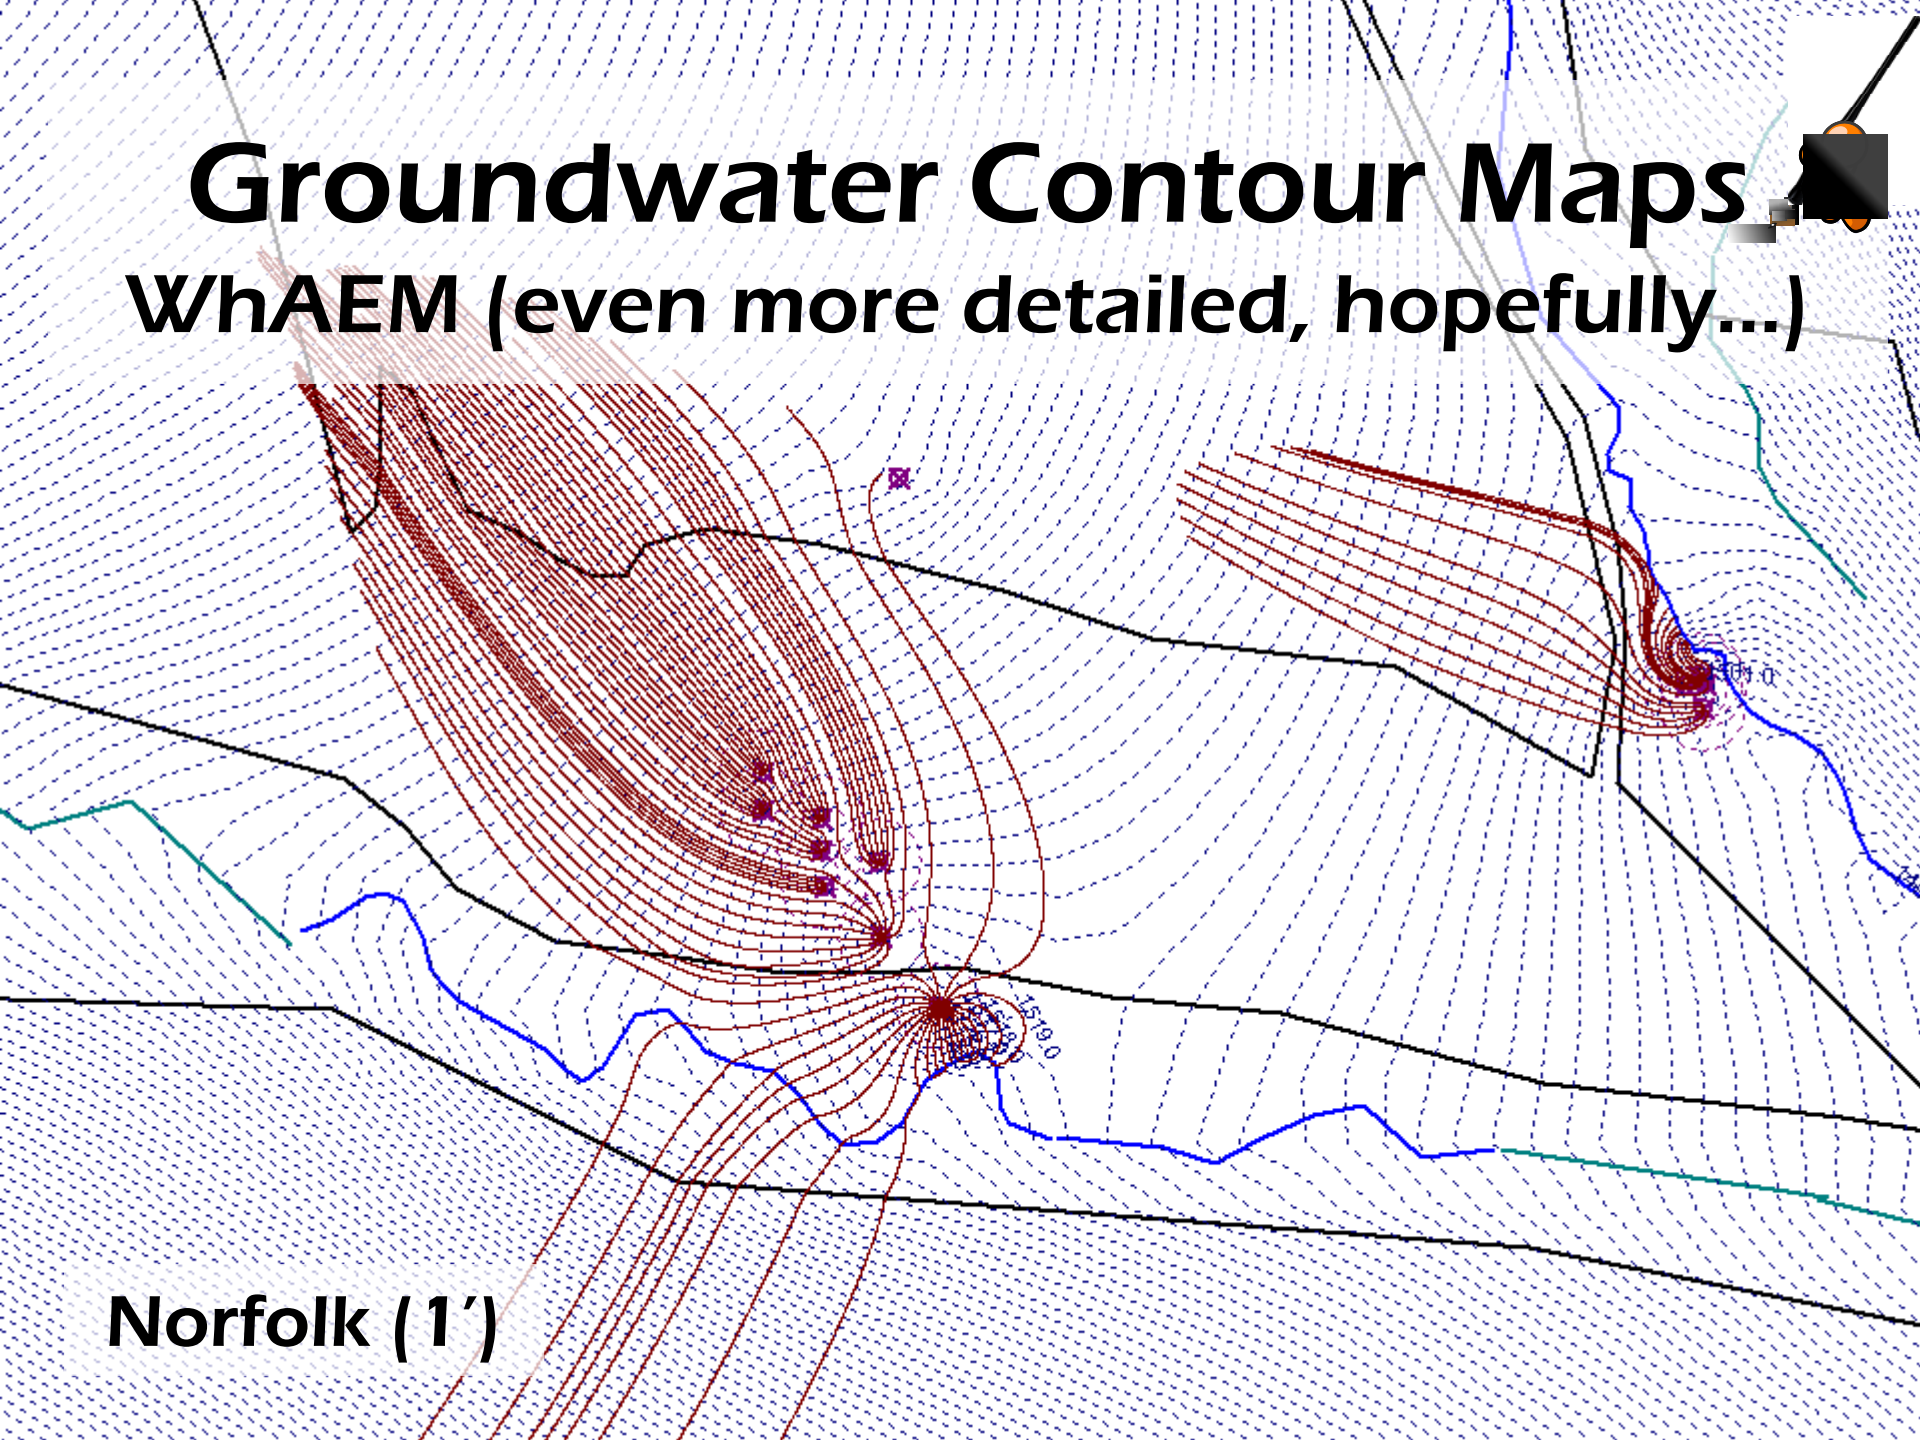 Groundwater Contour Maps
WhAEM (even more detailed, hopefully...)
Norfolk (1′)